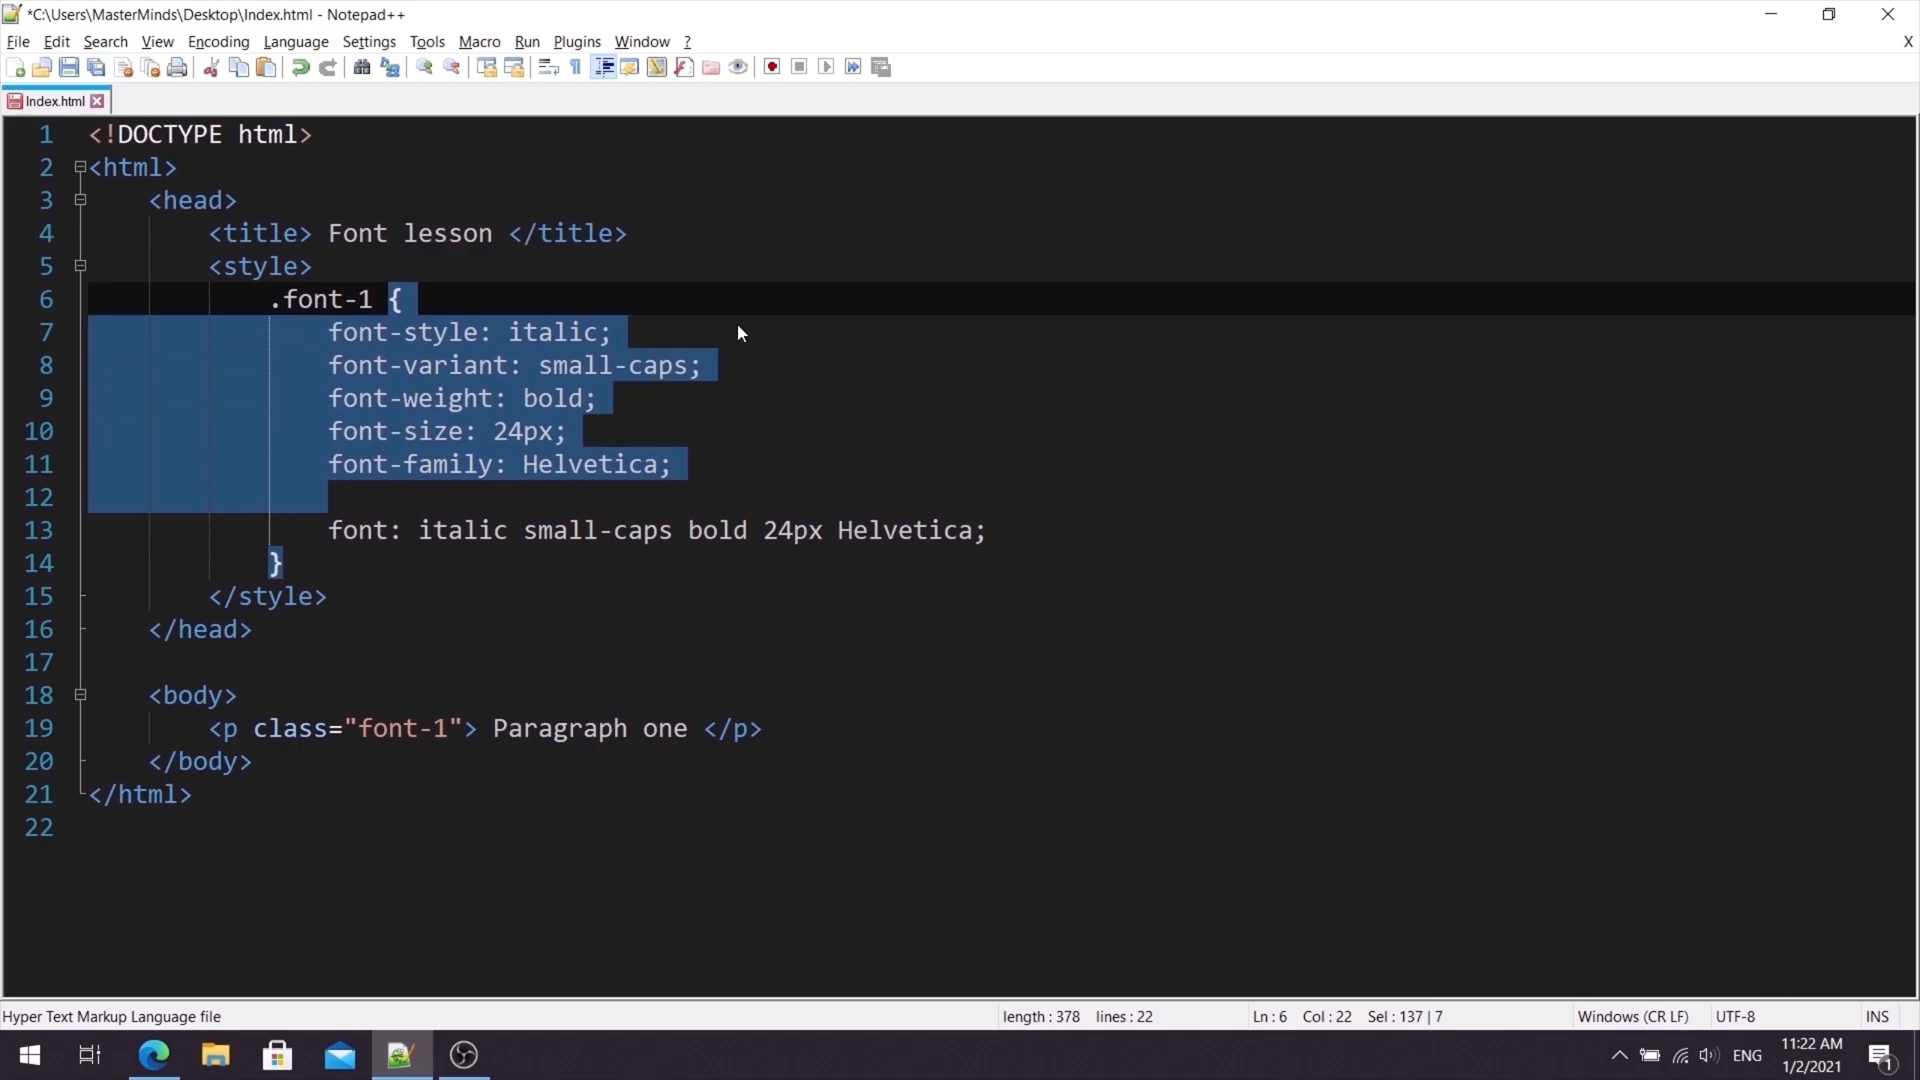 *C:\Users\MasterMinds\Desktop\Index.html - Notepad++
File Edit Search View Encoding Language Settings Tools Macro Run Plugins Window ? X
Index.html
1 <!DOCTYPE html>
2 <html>
3 <head>
4 <title> Font lesson </title>
5 <style>
6 .font-1 {
7 font-style: italic;
8 font-variant: small-caps;
9 font-weight: bold;
10 font-size: 24px;
11 font-family: Helvetica;
12
13 font: italic small-caps bold 24px Helvetica;
14 }
15 </style>
16 </head>
17
18 <body>
19 <p class="font-1"> Paragraph one </p>
20 </body>
21 </html>
22
Hyper Text Markup Language file length : 378 lines : 22 Ln : 6 Col : 22 Sel : 137 | 7 Windows (CR LF) UTF-8 INS
ENG 11:22 AM
1/2/2021 1